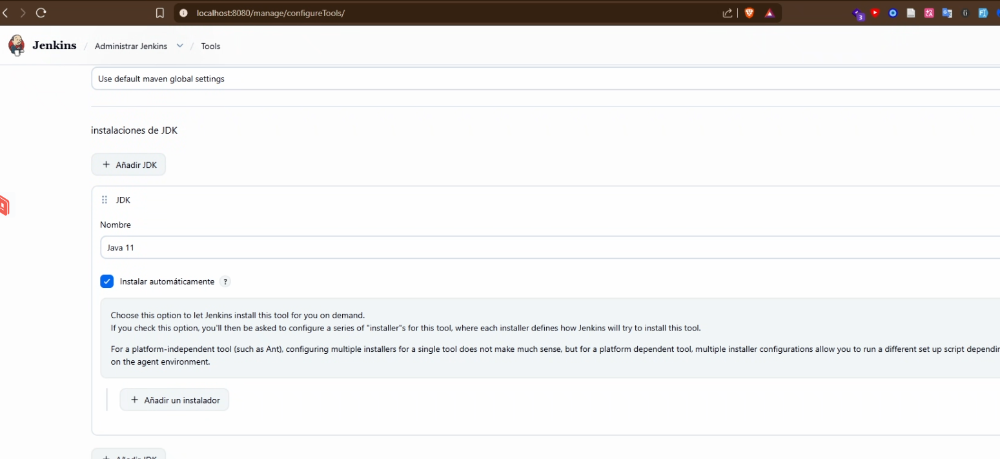 localhost:8080/manage/configureTools/
3
Jenkins / Administrar Jenkins / Tools
Use default maven global settings
instalaciones de JDK
+ Añadir JDK
JDK
Nombre
Java 11
Instalar automáticamente ?
Choose this option to let Jenkins install this tool for you on demand.
If you check this option, you'll then be asked to configure a series of "installer"s for this tool, where each installer defines how Jenkins will try to install this tool.
For a platform-independent tool (such as Ant), configuring multiple installers for a single tool does not make much sense, but for a platform dependent tool, multiple installer configurations allow you to run a different set up script
on the agent environment.
+ Añadir un instalador
+ Añadir JDK